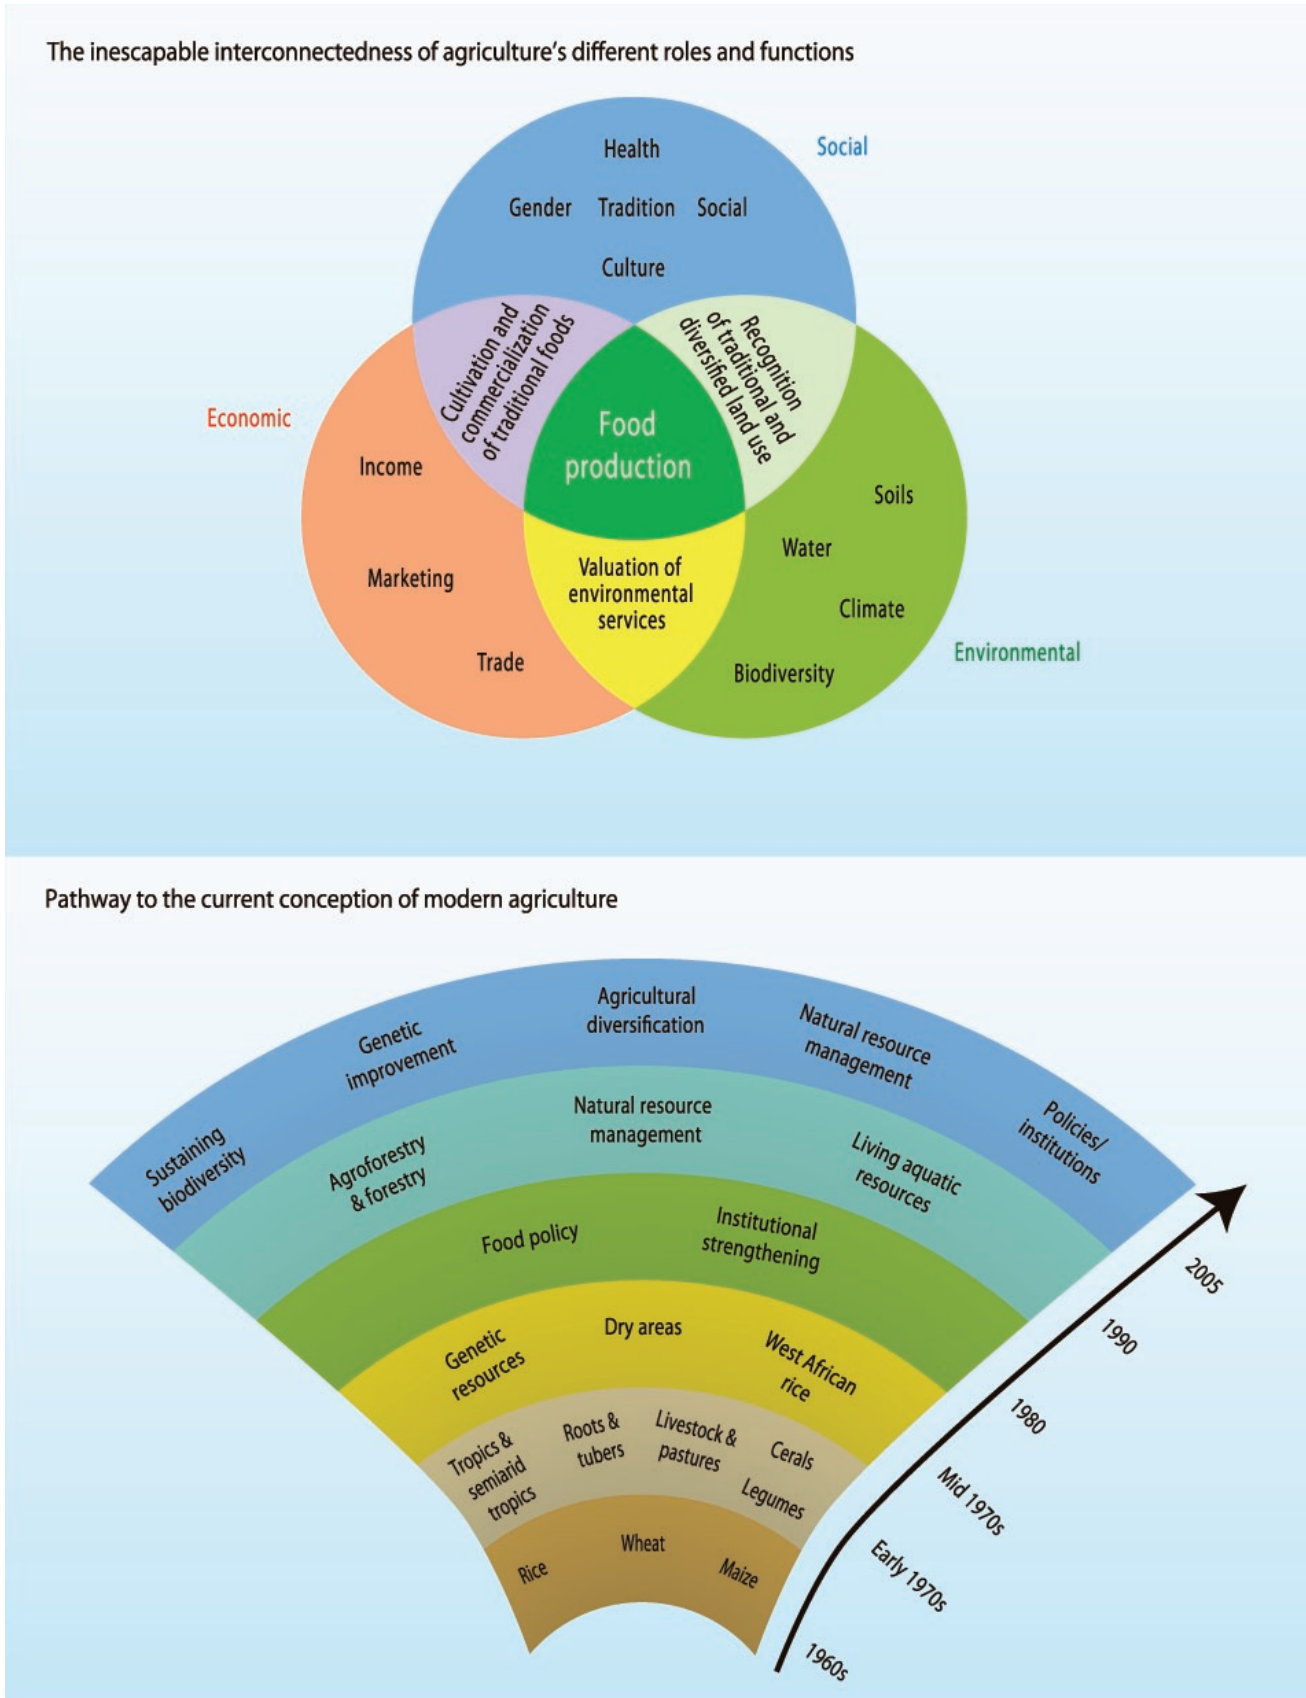 The inescapable interconnectedness of agriculture's different roles and functions
Social
Health
Gender Tradition Social
Culture
Cultivation and
commercialization
of traditional foods
Recognition
of traditional and
diversified land use
Economic
Food
production
Income
Marketing
Trade
Soils
Water
Climate
Biodiversity
Valuation of
environmental
services
Environmental
Pathway to the current conception of modern agriculture
Sustaining
biodiversity
Genetic
improvement
Agricultural
diversification
Natural resource
management
Policies/
institutions
Agroforestry
& forestry
Natural resource
management
Living aquatic
resources
Food policy
Institutional
strengthening
Genetic
resources
Dry areas
West African
rice
Tropics &
semiarid
tropics
Roots &
tubers
Livestock &
pastures
Cerals
Legumes
Rice
Wheat
Maize
2005
1990
1980
Mid 1970s
Early 1970s
1960s